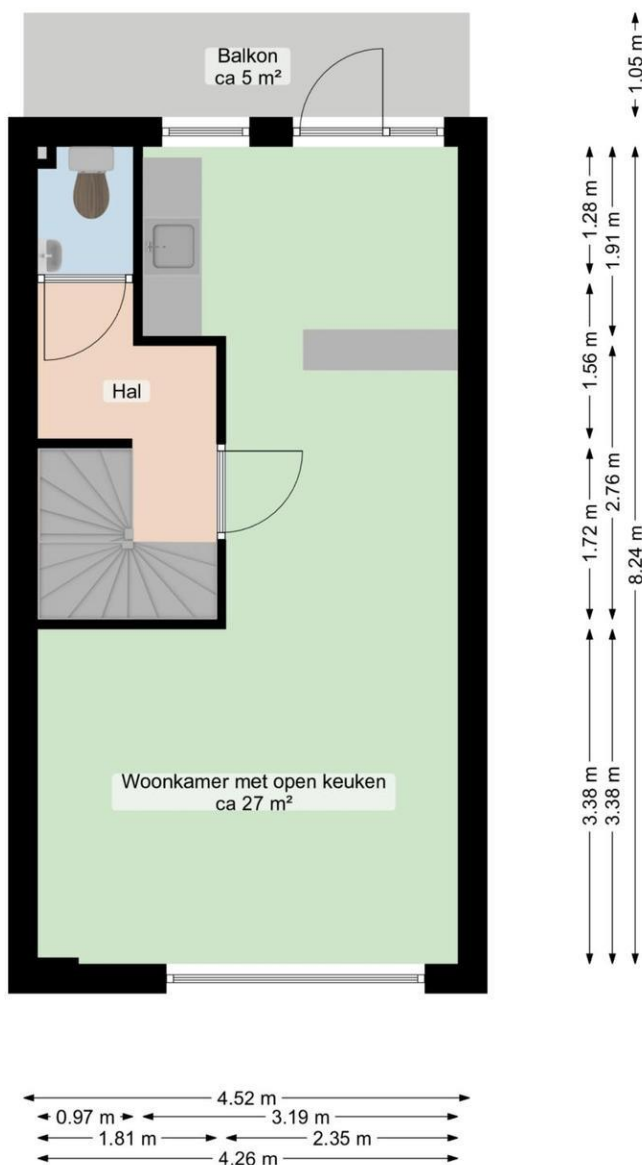 Balkon
ca 5 m²
1.05 m
1.28 m
1.91 m
1.56 m
Hal
2.76 m
1.72 m
8.24 m
Woonkamer met open keuken
ca 27 m²
3.38 m
3.38 m
4.52 m
0.97 m
3.19 m
1.81 m
2.35 m
4.26 m